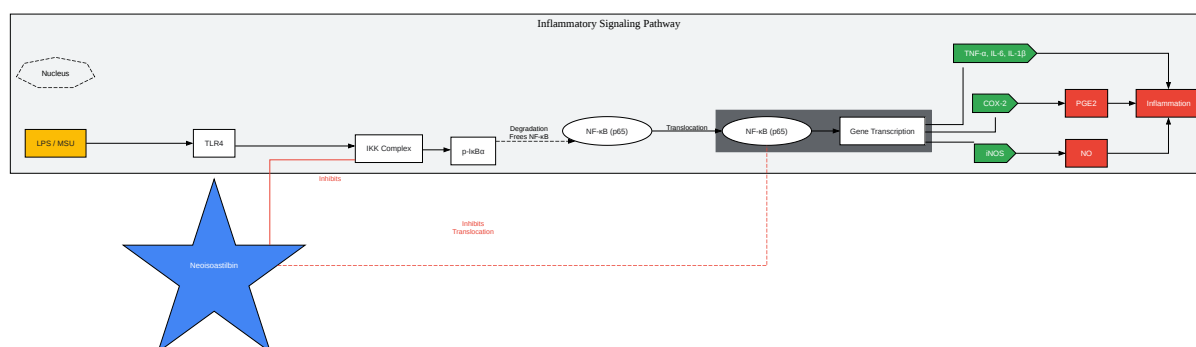 Inflammatory Signaling Pathway
Nucleus
LPS / MSU
TLR4
IKK Complex
p-IκBα
Degradation
Frees NF-κB
NF-κB (p65)
Translocation
NF-κB (p65)
Gene Transcription
TNF-α, IL-6, IL-1β
COX-2
PGE2
Inflammation
iNOS
NO
Inhibits
Inhibits
Translocation
Neoisoastilbin